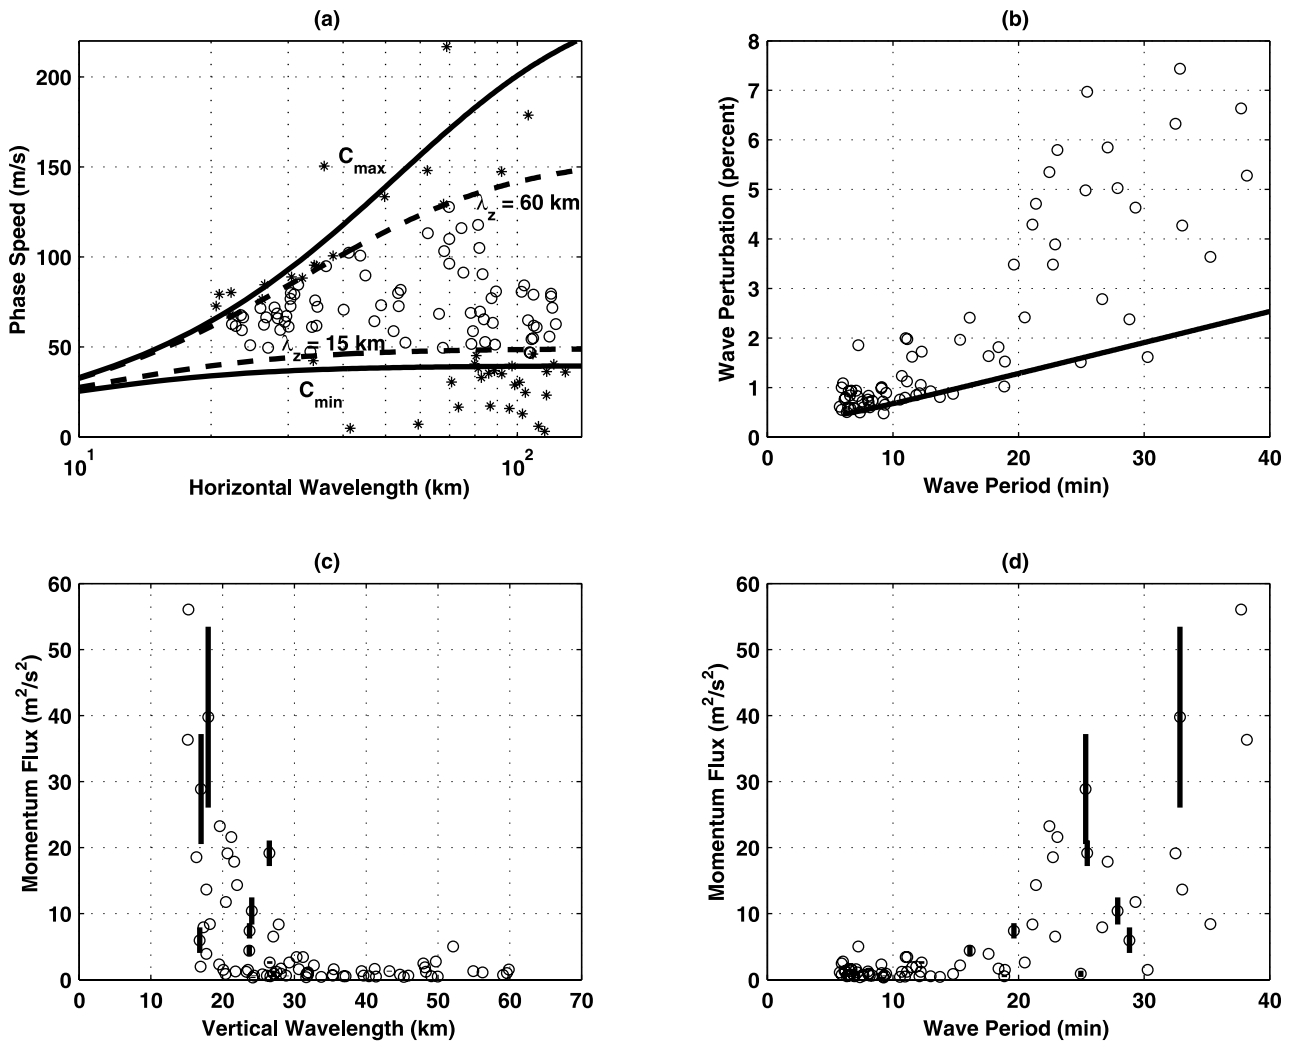 (a)
Phase Speed (m/s)
200
150
100
50
0
C_max
λ_z = 60 km
λ_z = 15 km
C_min
10^1
10^2
Horizontal Wavelength (km)
(b)
Wave Perturbation (percent)
8
7
6
5
4
3
2
1
0
0 10 20 30 40
Wave Period (min)
(c)
Momentum Flux (m²/s²)
60
50
40
30
20
10
0
0 10 20 30 40 50 60 70
Vertical Wavelength (km)
(d)
Momentum Flux (m²/s²)
60
50
40
30
20
10
0
0 10 20 30 40
Wave Period (min)